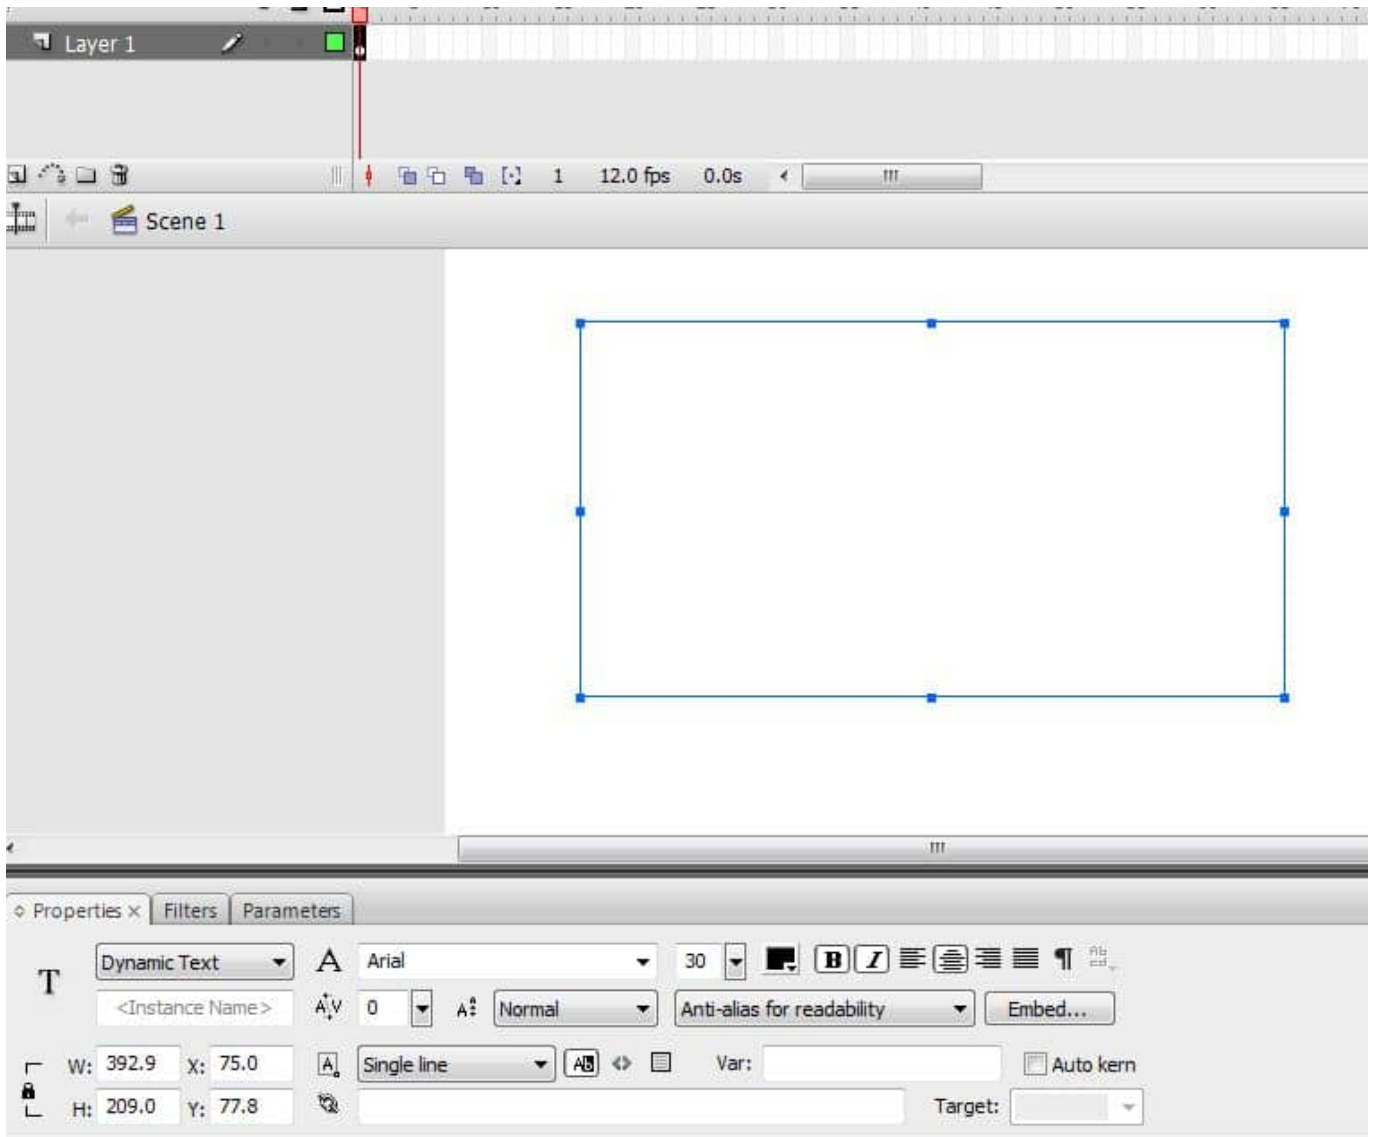 Layer 1
1 12.0 fps 0.0s
Scene 1
Properties × Filters Parameters
T Dynamic Text A Arial 30 B I ¶
<Instance Name> A V 0 A Normal Anti-alias for readability Embed...
W: 392.9 X: 75.0 A Single line AB <> Var: Auto kern
H: 209.0 Y: 77.8 Target: